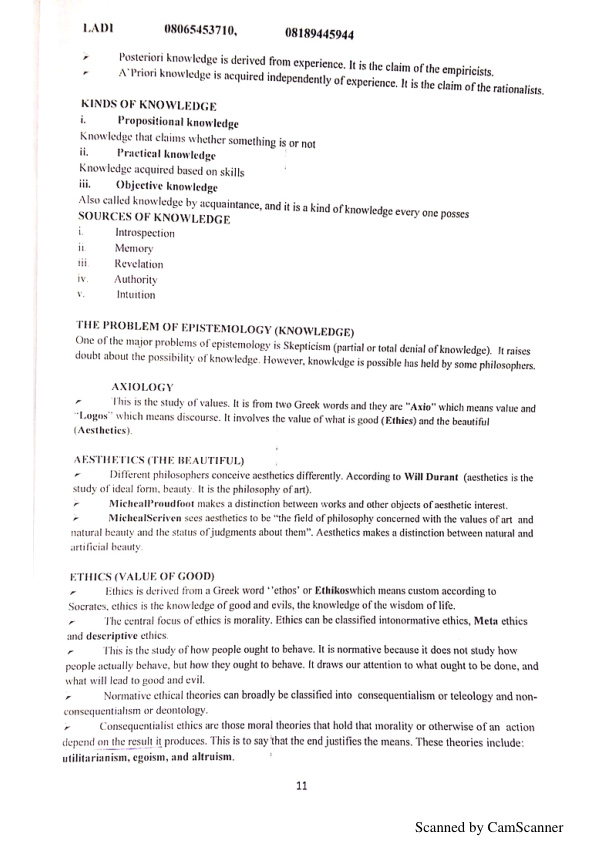 LADI 08065453710, 08189445944
Posteriori knowledge is derived from experience. It is the claim of the empiricists.
A'Priori knowledge is acquired independently of experience. It is the claim of the rationalists.
KINDS OF KNOWLEDGE
i. Propositional knowledge
Knowledge that claims whether something is or not
ii. Practical knowledge
Knowledge acquired based on skills
iii. Objective knowledge
Also called knowledge by acquaintance, and it is a kind of knowledge every one posses
SOURCES OF KNOWLEDGE
i. Introspection
ii. Memory
iii. Revelation
iv. Authority
v. Intuition
THE PROBLEM OF EPISTEMOLOGY (KNOWLEDGE)
One of the major problems of epistemology is Skepticism (partial or total denial of knowledge). It raises
doubt about the possibility of knowledge. However, knowledge is possible has held by some philosophers.
AXIOLOGY
This is the study of values. It is from two Greek words and they are "Axio" which means value and
"Logos" which means discourse. It involves the value of what is good (Ethics) and the beautiful
(Aesthetics).
AESTHETICS (THE BEAUTIFUL)
Different philosophers conceive aesthetics differently. According to Will Durant (aesthetics is the
study of ideal form, beauty. It is the philosophy of art).
MichealProudfoot makes a distinction between works and other objects of aesthetic interest.
MichealScriven sees aesthetics to be "the field of philosophy concerned with the values of art and
natural beauty and the status of judgments about them". Aesthetics makes a distinction between natural and
artificial beauty.
ETHICS (VALUE OF GOOD)
Ethics is derived from a Greek word ''ethos' or Ethikoswhich means custom according to
Socrates, ethics is the knowledge of good and evils, the knowledge of the wisdom of life.
The central focus of ethics is morality. Ethics can be classified intonormative ethics, Meta ethics
and descriptive ethics.
This is the study of how people ought to behave. It is normative because it does not study how
people actually behave, but how they ought to behave. It draws our attention to what ought to be done, and
what will lead to good and evil.
Normative ethical theories can broadly be classified into consequentialism or teleology and non-
consequentialism or deontology.
Consequentialist ethics are those moral theories that hold that morality or otherwise of an action
depend on the result it produces. This is to say that the end justifies the means. These theories include:
utilitarianism, egoism, and altruism.
11
Scanned by CamScanner